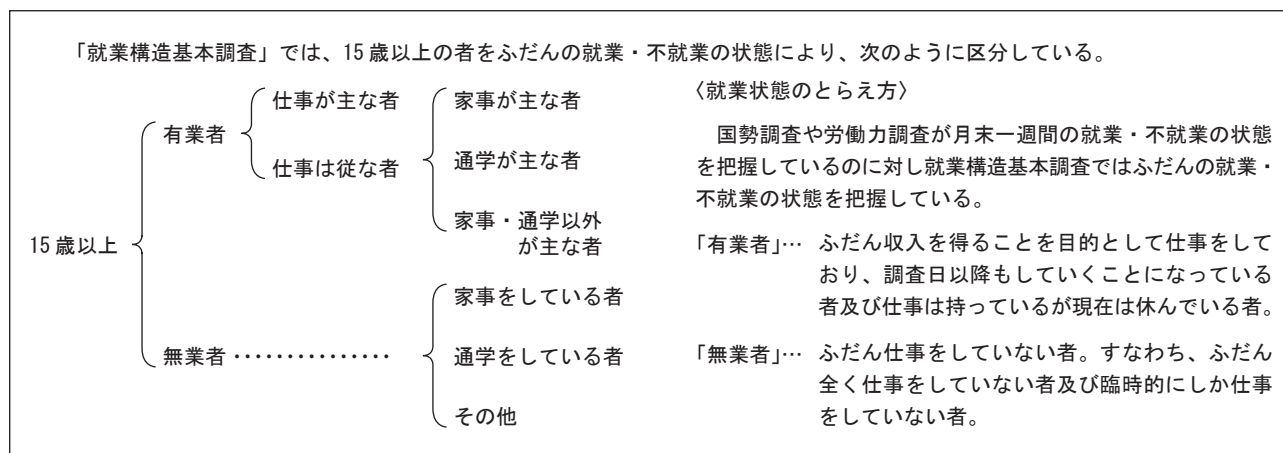 「就業構造基本調査」では、15歳以上の者をふだんの就業・不就業の状態により、次のように区分している。
15歳以上
有業者
仕事が主な者
仕事は従な者
家事が主な者
通学が主な者
家事・通学以外
が主な者
無業者・・・・・・・・・・・・・・・
家事をしている者
通学をしている者
その他
〈就業状態のとらえ方〉
国勢調査や労働力調査が月末一週間の就業・不就業の状態
を把握しているのに対し就業構造基本調査ではふだんの就業・
不就業の状態を把握している。
「有業者」… ふだん収入を得ることを目的として仕事をして
おり、調査日以降もしていくことになっている
者及び仕事は持っているが現在は休んでいる者。
「無業者」… ふだん仕事をしていない者。すなわち、ふだん
全く仕事をしていない者及び臨時的にしか仕事
をしていない者。